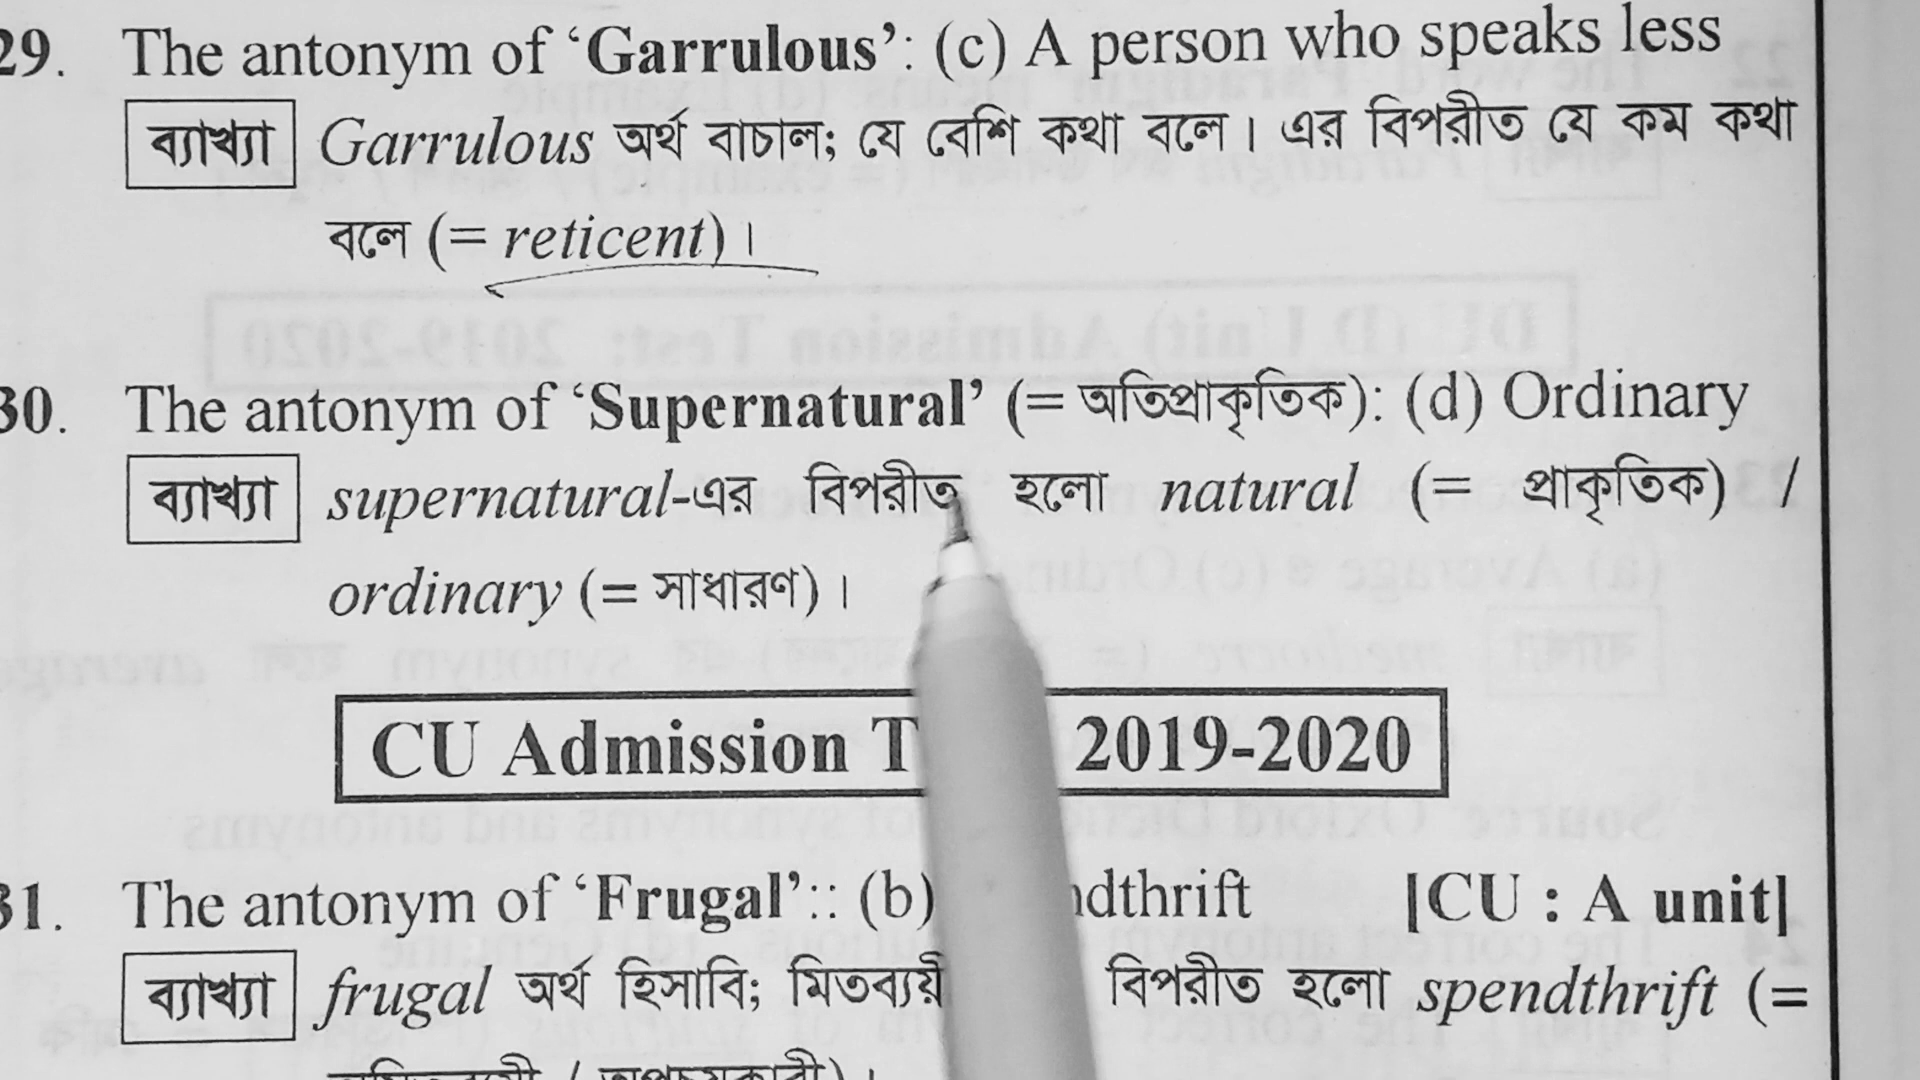 29. The antonym of ‘Garrulous’: (c) A person who speaks less
ব্যাখ্যা Garrulous অর্থ বাচাল; যে বেশি কথা বলে। এর বিপরীত যে কম কথা
বলে (= reticent)।
30. The antonym of ‘Supernatural’ (= অতিপ্রাকৃতিক): (d) Ordinary
ব্যাখ্যা supernatural-এর বিপরীত হলো natural (= প্রাকৃতিক) /
ordinary (= সাধারণ)।
CU Admission 2019-2020
31. The antonym of ‘Frugal’:: (b) [CU : A unit]
ব্যাখ্যা frugal অর্থ হিসাবি; মিতব্যয়ী বিপরীত হলো spendthrift (=